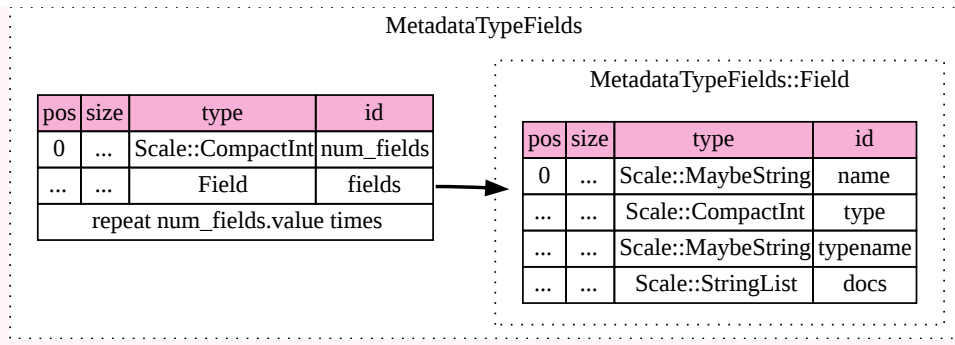 MetadataTypeFields
pos size type id
0 ... Scale::CompactInt num_fields
... ... Field fields
repeat num_fields.value times
MetadataTypeFields::Field
pos size type id
0 ... Scale::MaybeString name
... ... Scale::CompactInt type
... ... Scale::MaybeString typename
... ... Scale::StringList docs